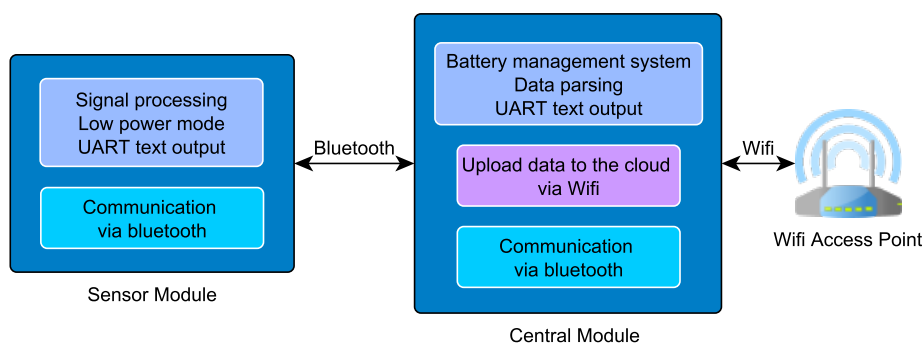 Signal processing
Low power mode
UART text output
Communication
via bluetooth
Sensor Module
Bluetooth
Battery management system
Data parsing
UART text output
Upload data to the cloud
via Wifi
Communication
via bluetooth
Central Module
Wifi
Wifi Access Point